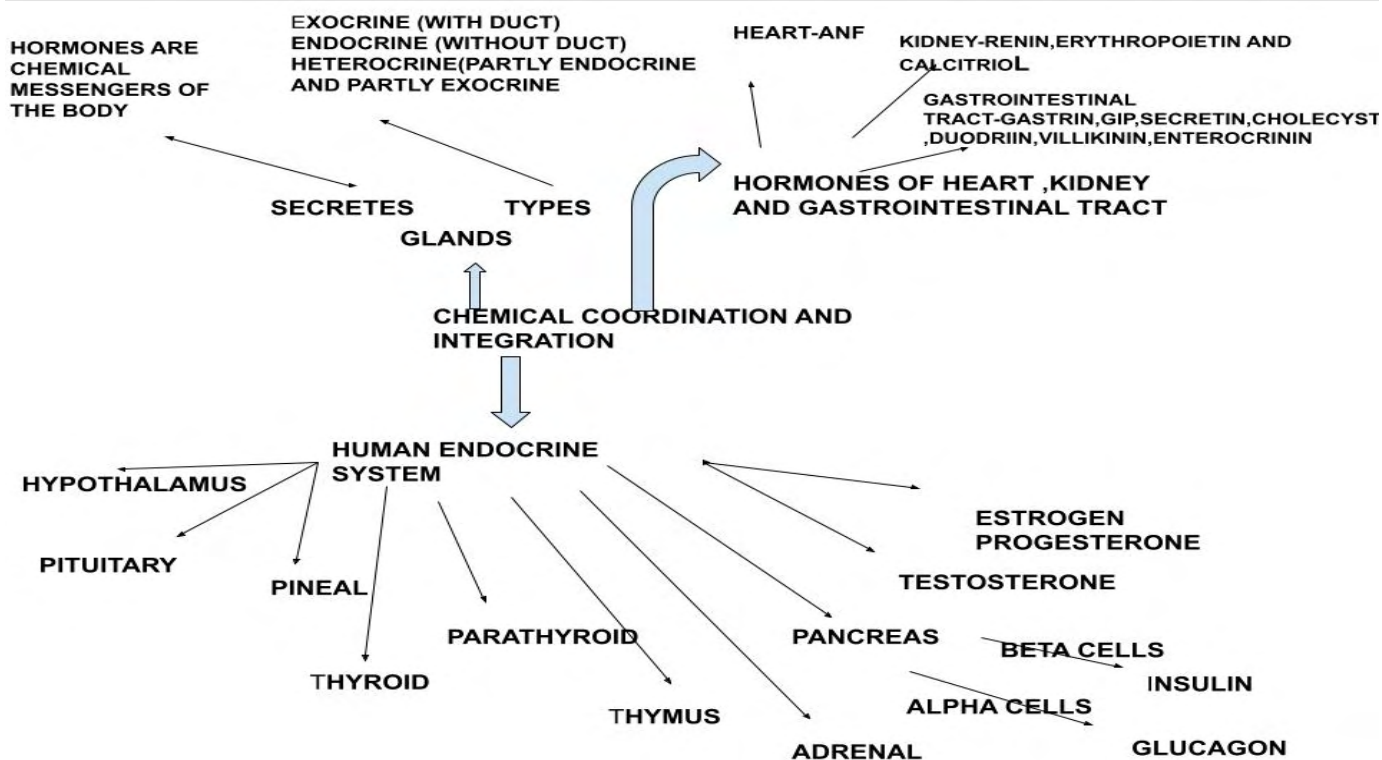 HORMONES ARE
CHEMICAL
MESSENGERS OF
THE BODY
EXOCRINE (WITH DUCT)
ENDOCRINE (WITHOUT DUCT)
HETEROCRINE(PARTLY ENDOCRINE
AND PARTLY EXOCRINE
HEART-ANF
KIDNEY-RENIN,ERYTHROPOIETIN AND
CALCITRIOL
GASTROINTESTINAL
TRACT-GASTRIN,GIP,SECRETIN,CHOLECYST
,DUODRIIN,VILLIKININ,ENTEROCRININ
HORMONES OF HEART ,KIDNEY
AND GASTROINTESTINAL TRACT
SECRETES
TYPES
GLANDS
CHEMICAL COORDINATION AND
INTEGRATION
HUMAN ENDOCRINE
SYSTEM
HYPOTHALAMUS
PITUITARY
PINEAL
THYROID
PARATHYROID
THYMUS
ADRENAL
PANCREAS
ESTROGEN
PROGESTERONE
TESTOSTERONE
BETA CELLS
INSULIN
ALPHA CELLS
GLUCAGON